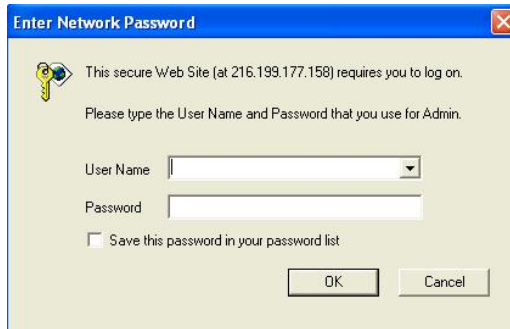 Enter Network Password
This secure Web Site (at 216.199.177.158) requires you to log on.
Please type the User Name and Password that you use for Admin.
User Name
Password
Save this password in your password list
OK Cancel